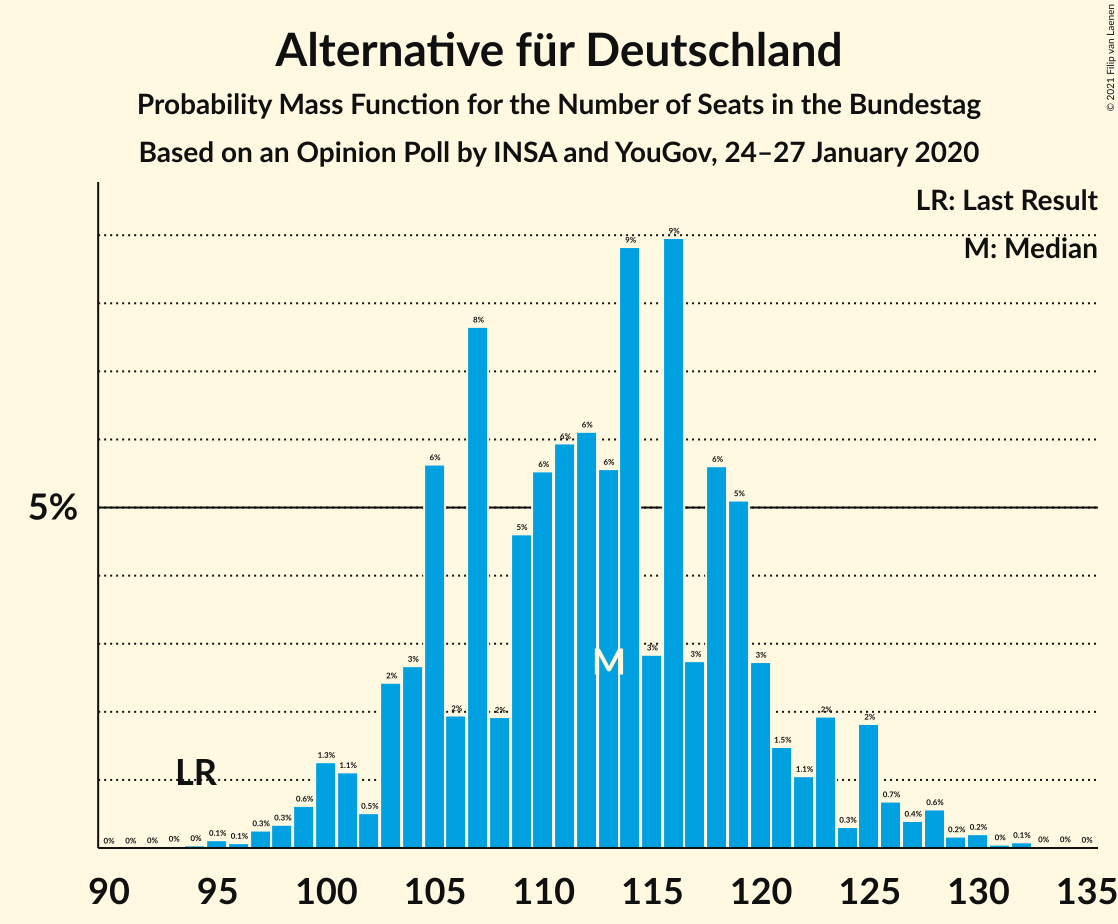 Alternative für Deutschland
Probability Mass Function for the Number of Seats in the Bundestag
Based on an Opinion Poll by INSA and YouGov, 24–27 January 2020
© 2021 Filip van Laenen
LR: Last Result
M: Median
5%
0% 0% 0% 0% 0% 0.1% 0.1% 0.3% 0.3% 0.6% 1.3% 1.1% 0.5% 2% 3% 6% 2% 8% 2% 5% 6% 6% 6% 6% 9% 3% 9% 3% 6% 5% 3% 1.5% 1.1% 2% 0.3% 2% 0.7% 0.4% 0.6% 0.2% 0.2% 0% 0.1% 0% 0% 0%
M
LR
90 95 100 105 110 115 120 125 130 135